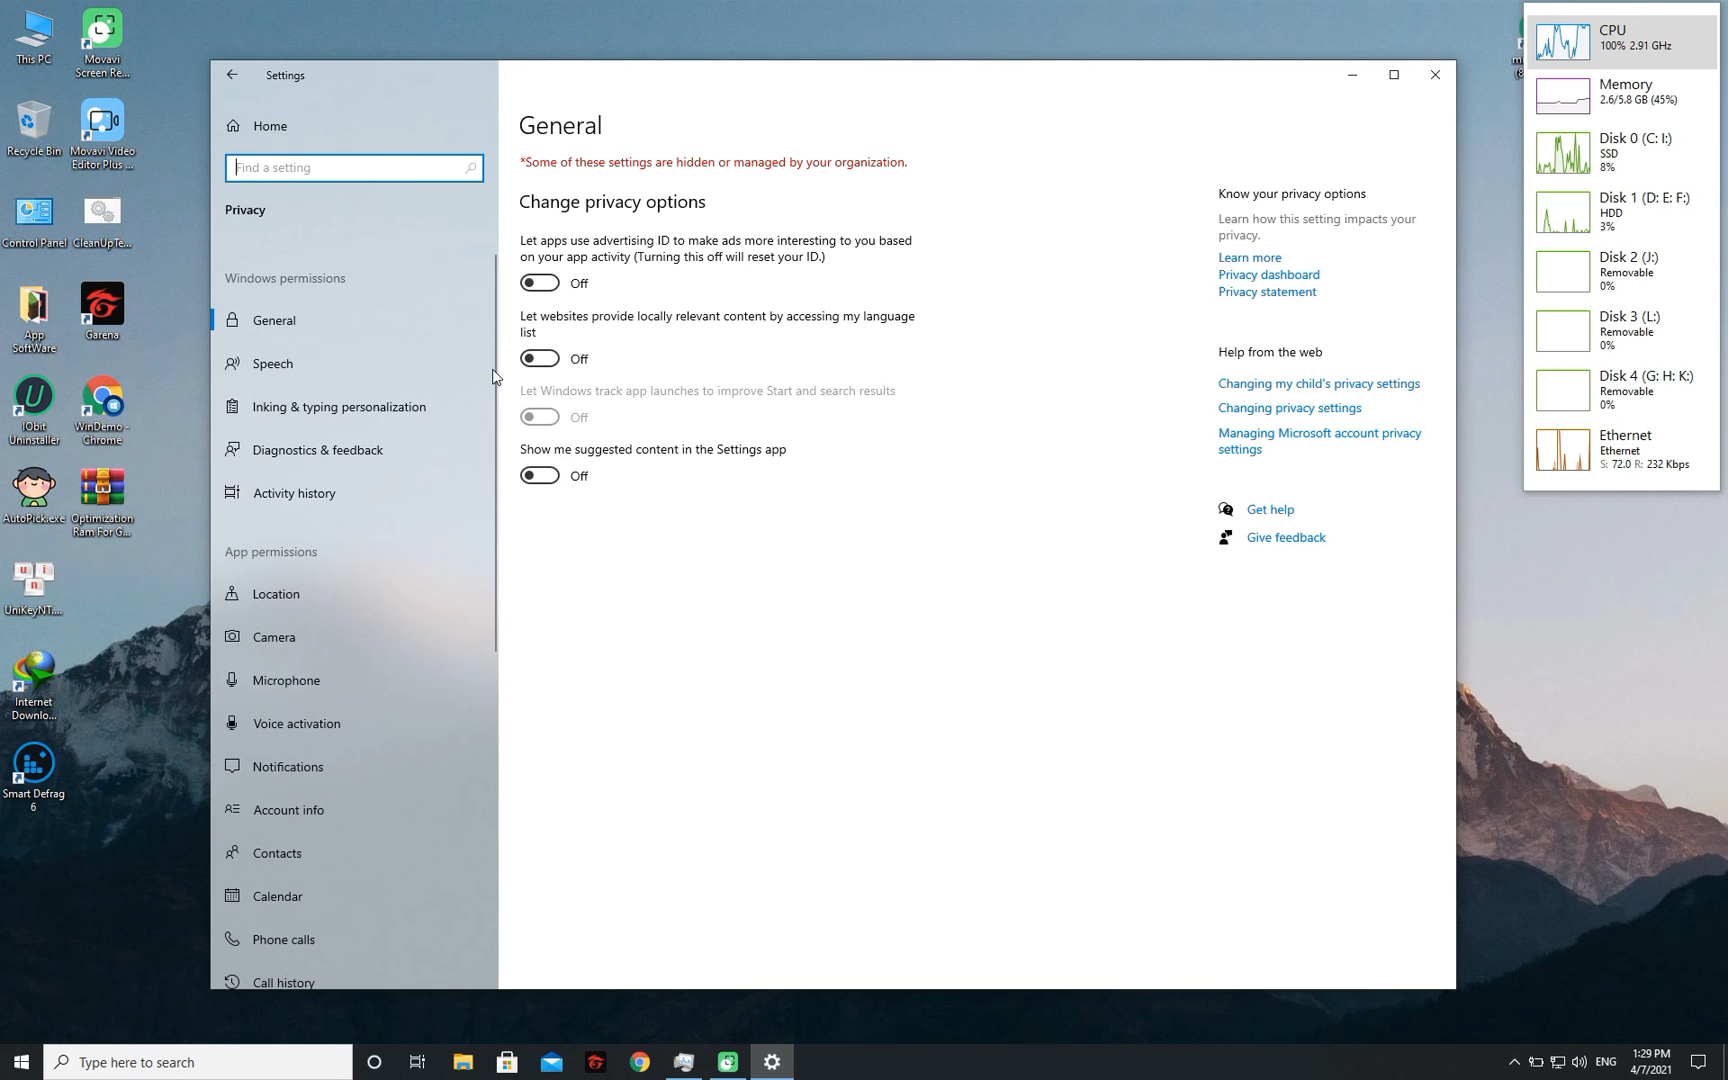 This PC
Movavi
Screen Re...
Recycle Bin
Movavi Video
Editor Plus ...
Control Panel
CleanUpTe...
App
SoftWare
Garena
IObit
Uninstaller
WinDemo -
Chrome
AutoPick.exe
Optimization
Ram For G...
UniKeyNT....
Internet
Downlo...
Smart Defrag
6
Settings
Home
Find a setting
Privacy
Windows permissions
General
Speech
Inking & typing personalization
Diagnostics & feedback
Activity history
App permissions
Location
Camera
Microphone
Voice activation
Notifications
Account info
Contacts
Calendar
Phone calls
Call history
General
*Some of these settings are hidden or managed by your organization.
Change privacy options
Let apps use advertising ID to make ads more interesting to you based
on your app activity (Turning this off will reset your ID.)
Off
Let websites provide locally relevant content by accessing my language
list
Off
Let Windows track app launches to improve Start and search results
Off
Show me suggested content in the Settings app
Off
Know your privacy options
Learn how this setting impacts your
privacy.
Learn more
Privacy dashboard
Privacy statement
Help from the web
Changing my child's privacy settings
Changing privacy settings
Managing Microsoft account privacy
settings
Get help
Give feedback
CPU
100% 2.91 GHz
Memory
2.6/5.8 GB (45%)
Disk 0 (C: I:)
SSD
8%
Disk 1 (D: E: F:)
HDD
3%
Disk 2 (J:)
Removable
0%
Disk 3 (L:)
Removable
0%
Disk 4 (G: H: K:)
Removable
0%
Ethernet
Ethernet
S: 72.0 R: 232 Kbps
Type here to search
ENG
1:29 PM
4/7/2021